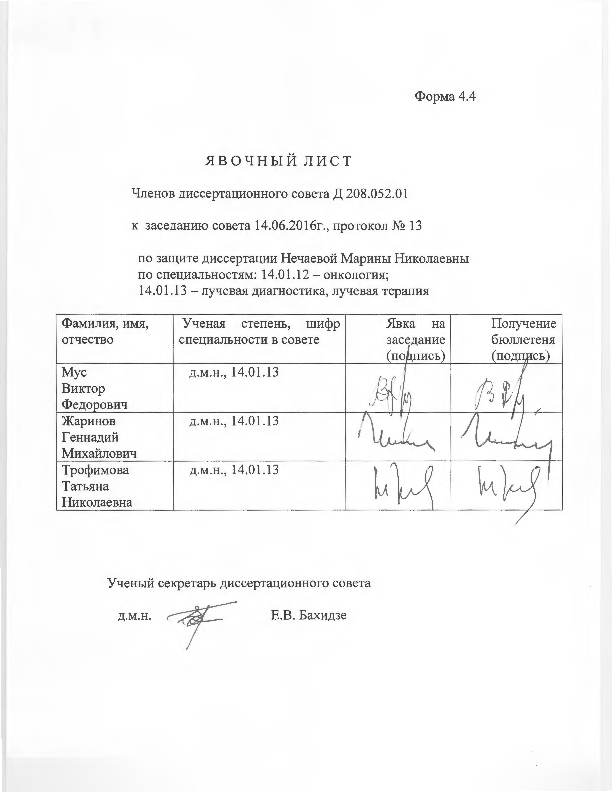 Форма 4.4
ЯВОЧНЫЙ ЛИСТ
Членов диссертационного совета Д 208.052.01
к заседанию совета 14.06.2016г., протокол № 13
по защите диссертации Нечаевой Марины Николаевны
по специальностям: 14.01.12 – онкология;
14.01.13 – лучевая диагностика, лучевая терапия
Фамилия, имя,
отчество
Ученая степень, шифр
специальности в совете
Явка на
заседание
(подпись)
Получение
бюллетеня
(подпись)
Мус
Виктор
Федорович
д.м.н., 14.01.13
Жаринов
Геннадий
Михайлович
д.м.н., 14.01.13
Трофимова
Татьяна
Николаевна
д.м.н., 14.01.13
Ученый секретарь диссертационного совета
д.м.н. Е.В. Бахидзе